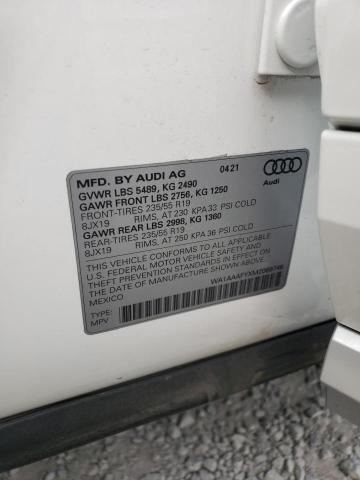 MFD. BY AUDI AG 04 21
GVWR LBS 5489, KG 2490
GAWR FRONT LBS 2756, KG 1250
FRONT-TIRES 235/55 R19
8JX19 RIMS, AT 230 KPA 33 PSI COLD
GAWR REAR LBS 2998, KG 1360
REAR-TIRES 235/55 R19
8JX19 RIMS, AT 250 KPA 36 PSI COLD
THIS VEHICLE CONFORMS TO ALL APPLICABLE
U.S. FEDERAL MOTOR VEHICLE SAFETY AND
THEFT PREVENTION STANDARDS IN EFFECT
ON THE DATE OF MANUFACTURE SHOWN ABOVE.
MEXICO
TYPE:
MPV